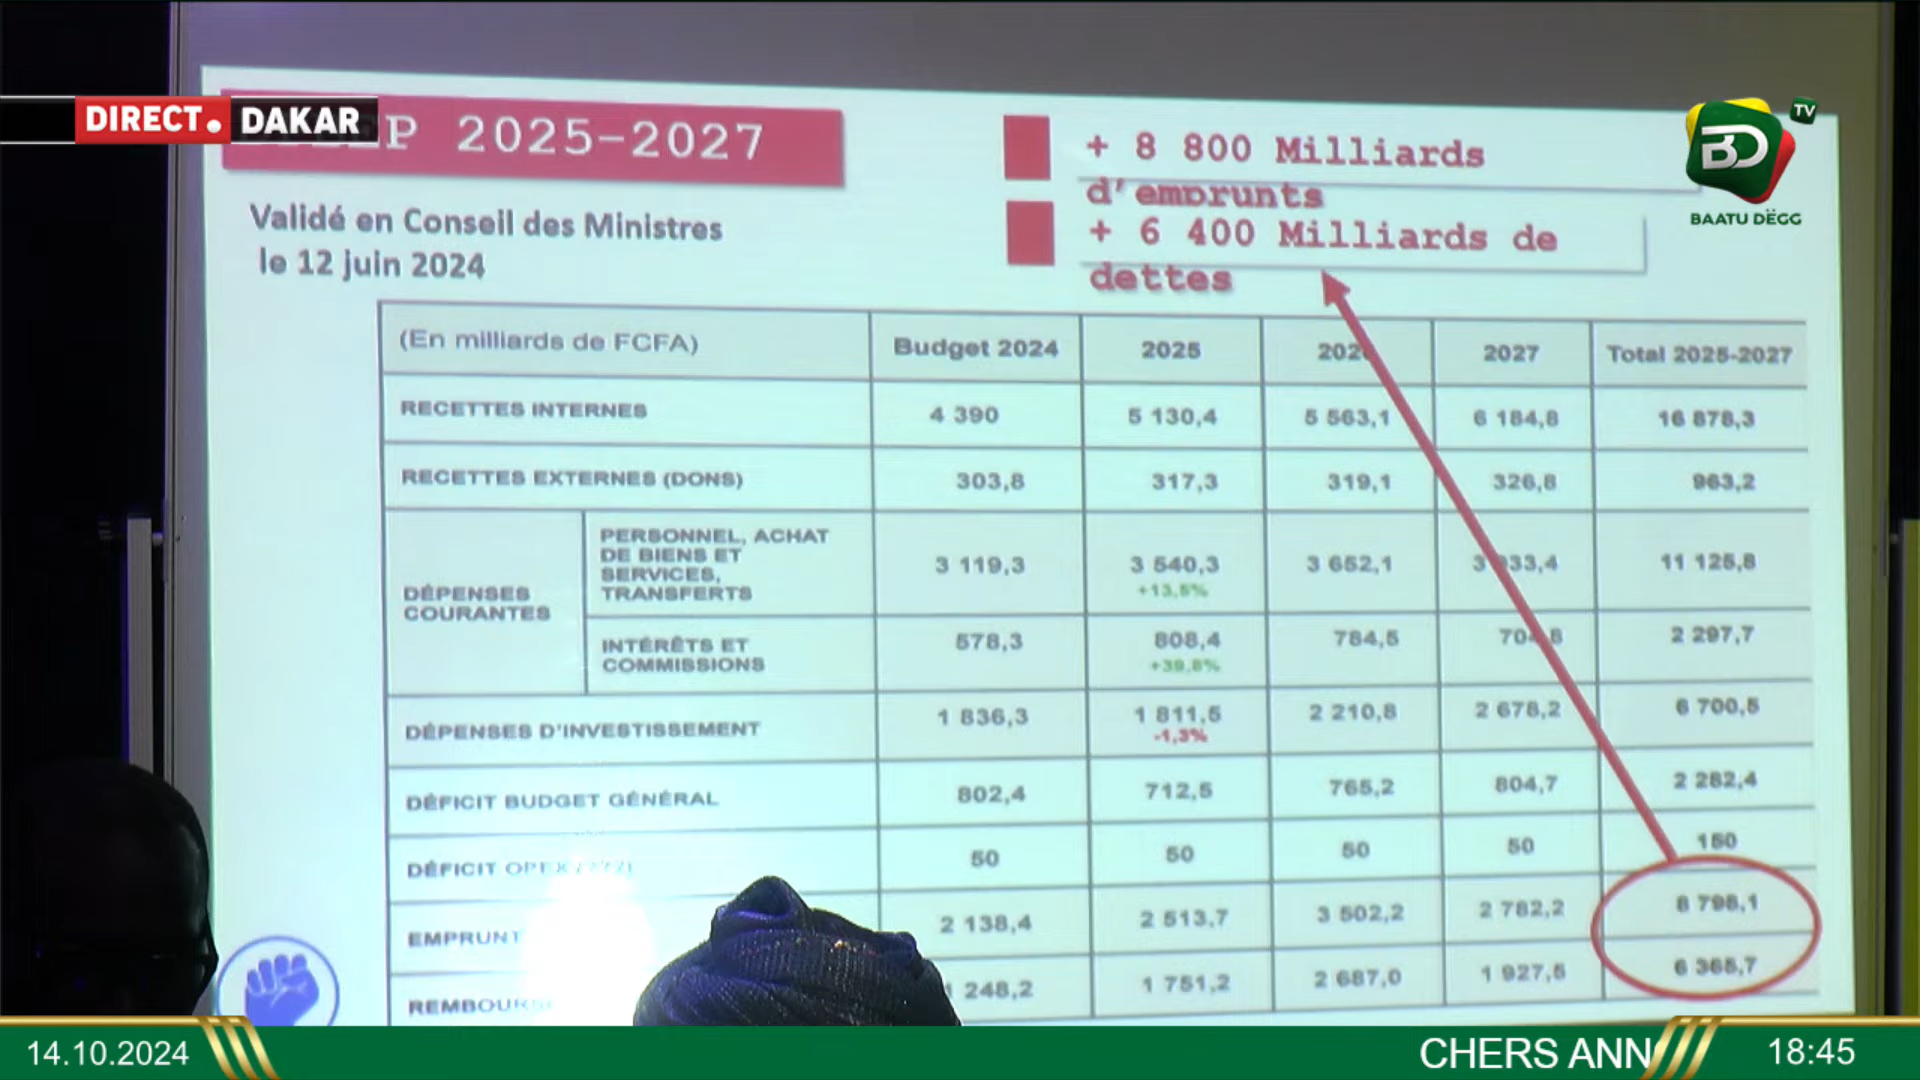 DIRECT. DAKAR
P 2025-2027
Validé en Conseil des Ministres
le 12 juin 2024
+ 8 800 Milliards
d'emprunts
+ 6 400 Milliards de
dettes
BD TV
BAATU DËGG
(En milliards de FCFA) Budget 2024 2025 2027 Total 2025-2027
RECETTES INTERNES 4 390 5 130,4 5 563,1 6 184,8 16 878,3
RECETTES EXTERNES (DONS) 303,8 317,3 319,1 326,8 963,2
DÉPENSES
COURANTES
PERSONNEL, ACHAT
DE BIENS ET
SERVICES,
TRANSFERTS
3 119,3 3 540,3 3 652,1 11 125,8
+13,5%
INTÉRÊTS ET
COMMISSIONS
578,3 808,4 784,5 2 297,7
+39,8%
DÉPENSES D'INVESTISSEMENT 1 836,3 1 811,5 2 210,8 2 678,2 6 700,5
-1,3%
DÉFICIT BUDGET GÉNÉRAL 802,4 712,5 765,2 804,7 2 282,4
DÉFICIT 50 50 50 50 150
EMPRUNT 2 138,4 2 513,7 3 502,2 2 782,2 8 798,1
248,2 1 751,2 2 687,0 1 927,5 6 365,7
14.10.2024
CHERS ANN
18:45